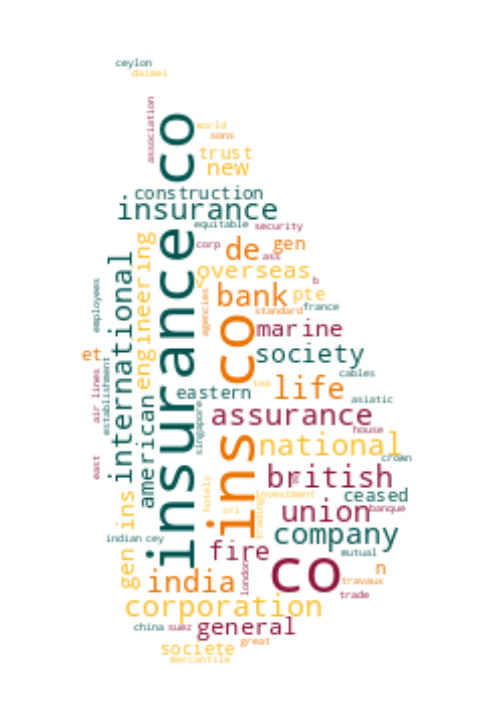 ceylon
daimei
association
insurance co
world
sons
trust
new
construction
insurance
equitable
security
corp
de
gen
ass
overseas
international
engineering
employees
agencies
bank
pte
b
france
standard
ins co
marine
et
society
establishment
cables
air lines
american
eastern
tea
life
asiatic
singapore
assurance
house
national
crown
east
british
hotels
investment
ceased
gen ins
sri
trading
union
banque
company
indian cey
fire
mutual
london
co
n
india
travaux
trade
corporation
china
suez
general
great
societe
mercantile